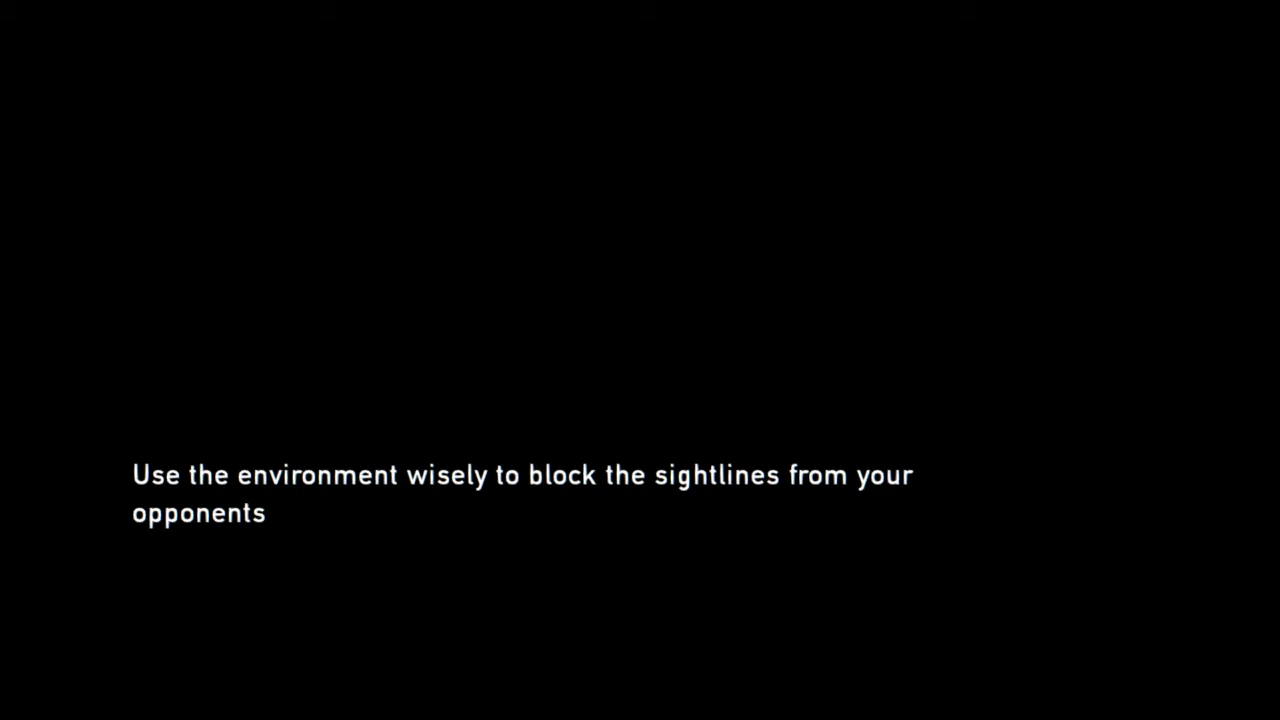 Use the environment wisely to block the sightlines from your
opponents